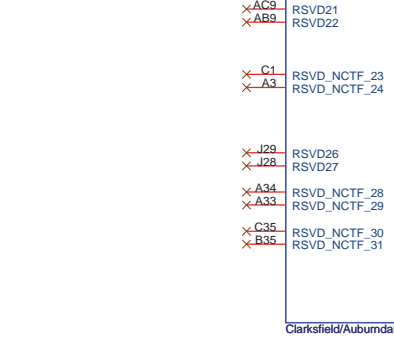 AC9 RSVD21
AB9 RSVD22
C1 RSVD_NCTF_23
A3 RSVD_NCTF_24
J29 RSVD26
J28 RSVD27
A34 RSVD_NCTF_28
A33 RSVD_NCTF_29
C35 RSVD_NCTF_30
B35 RSVD_NCTF_31
Clarksfield/Auburnda